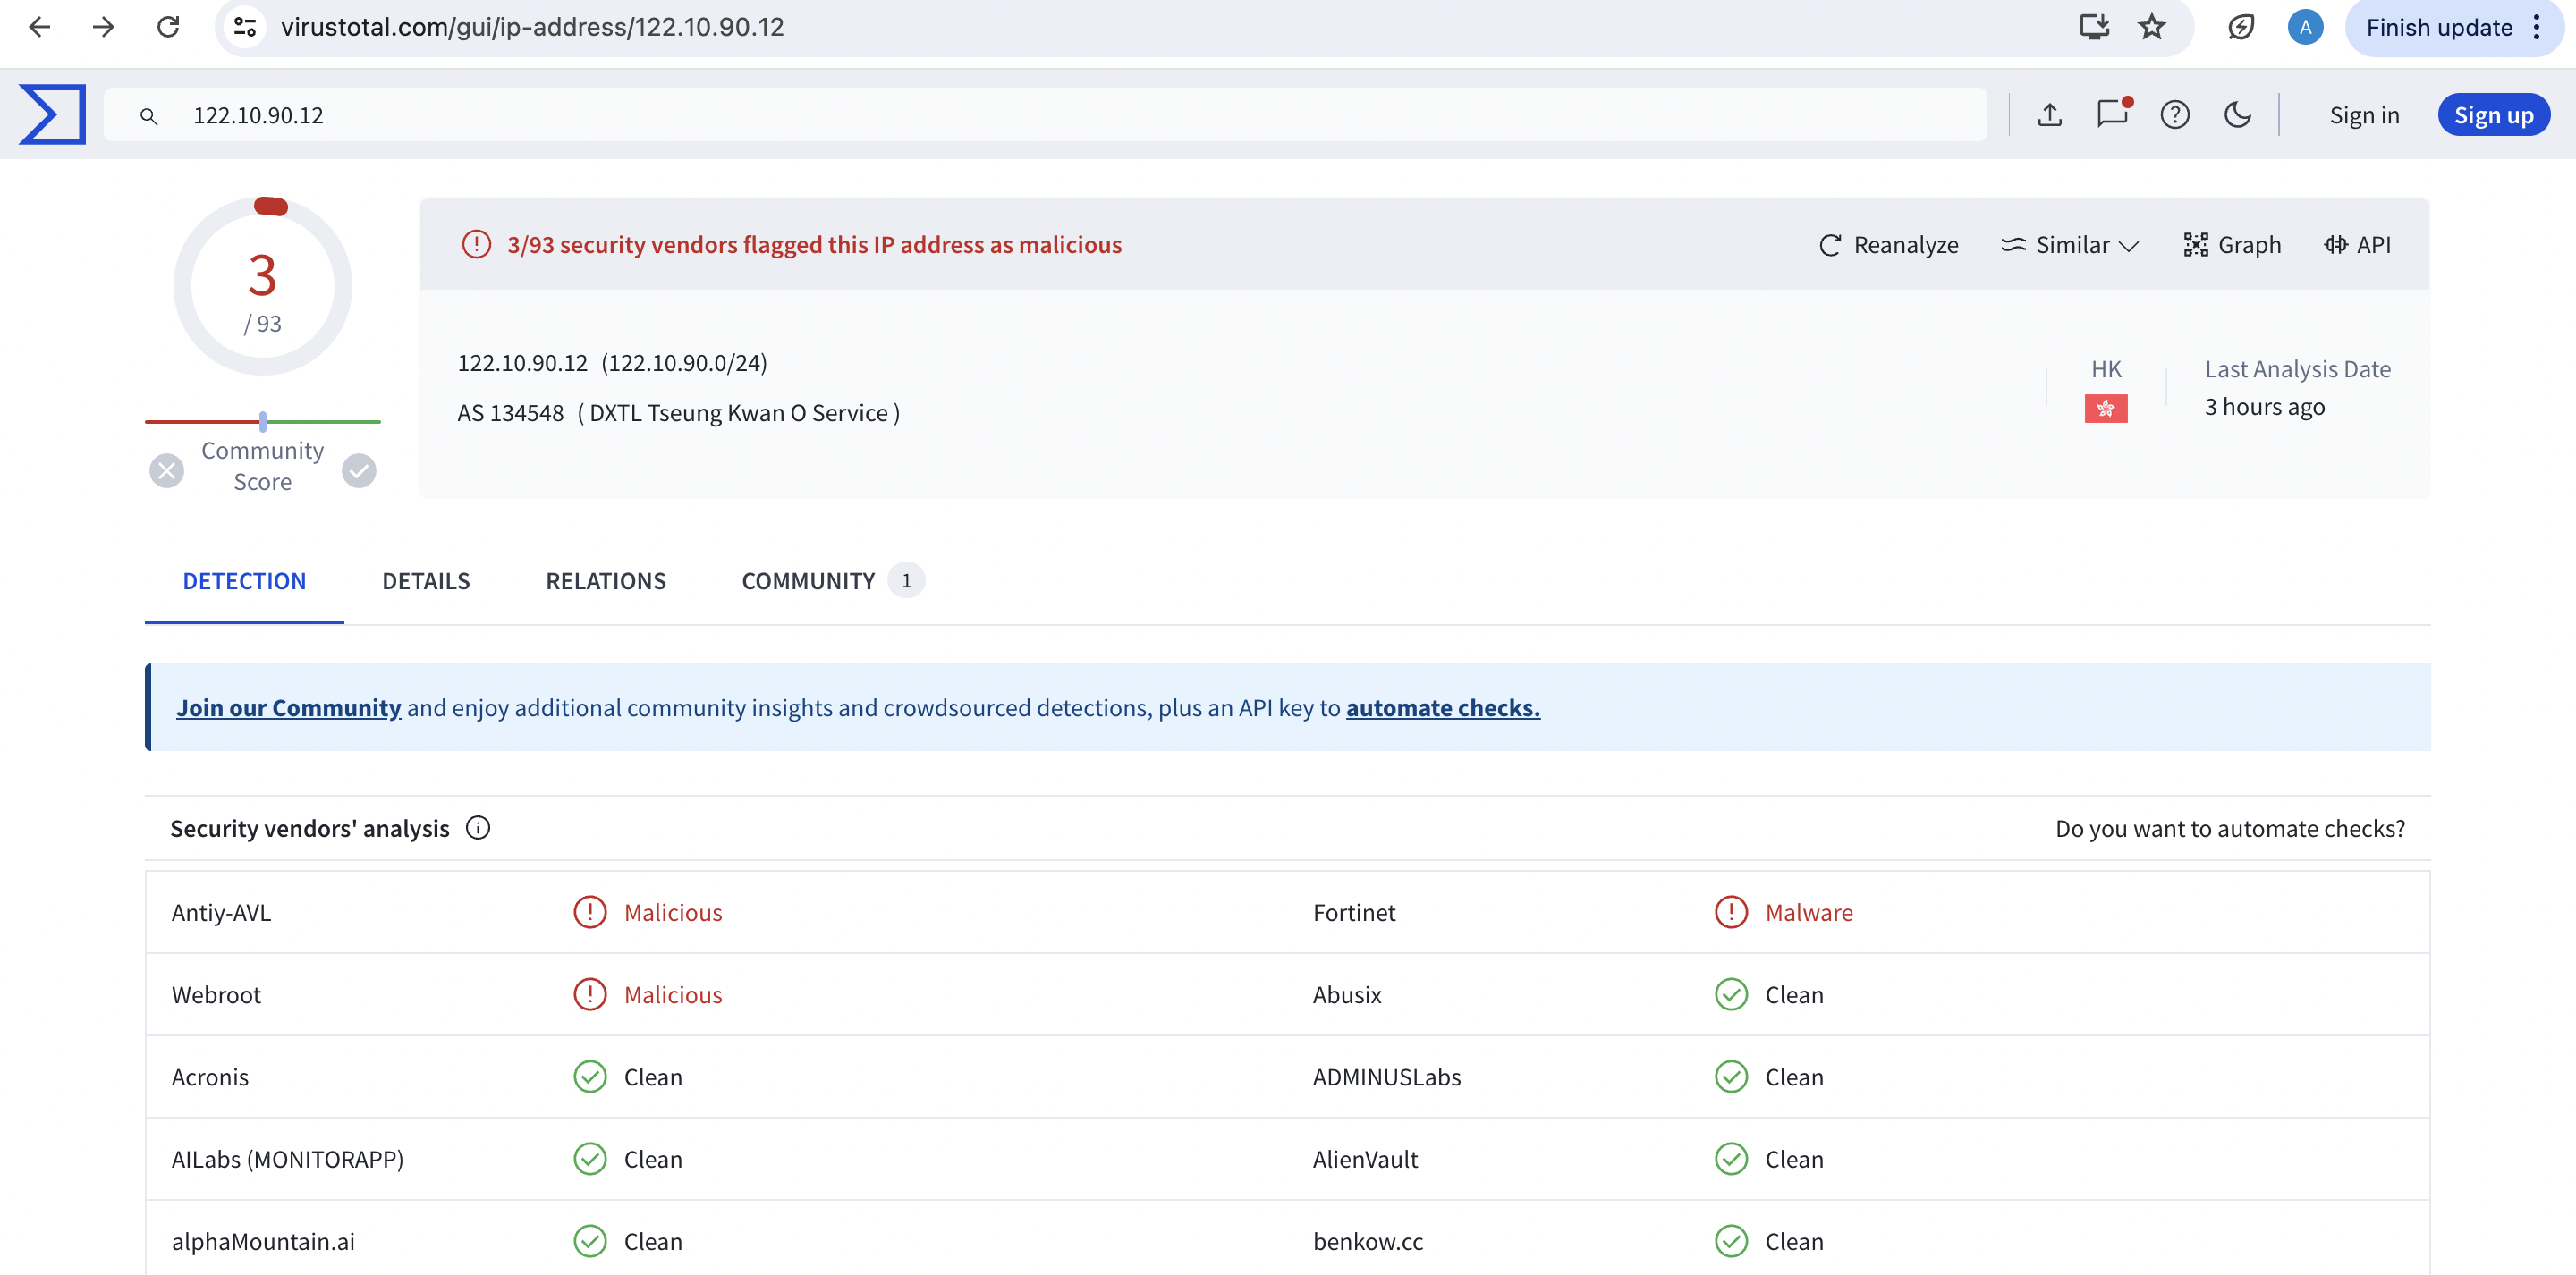 virustotal.com/gui/ip-address/122.10.90.12
A
Finish update
122.10.90.12
Sign in
Sign up
3
/ 93
Community
Score
3/93 security vendors flagged this IP address as malicious
Reanalyze
Similar
Graph
API
122.10.90.12 (122.10.90.0/24)
AS 134548 ( DXTL Tseung Kwan O Service )
HK
Last Analysis Date
3 hours ago
DETECTION
DETAILS
RELATIONS
COMMUNITY 1
Join our Community and enjoy additional community insights and crowdsourced detections, plus an API key to automate checks.
Security vendors' analysis
Do you want to automate checks?
Antiy-AVL Malicious Fortinet Malware
Webroot Malicious Abusix Clean
Acronis Clean ADMINUSLabs Clean
AILabs (MONITORAPP) Clean AlienVault Clean
alphaMountain.ai Clean benkow.cc Clean